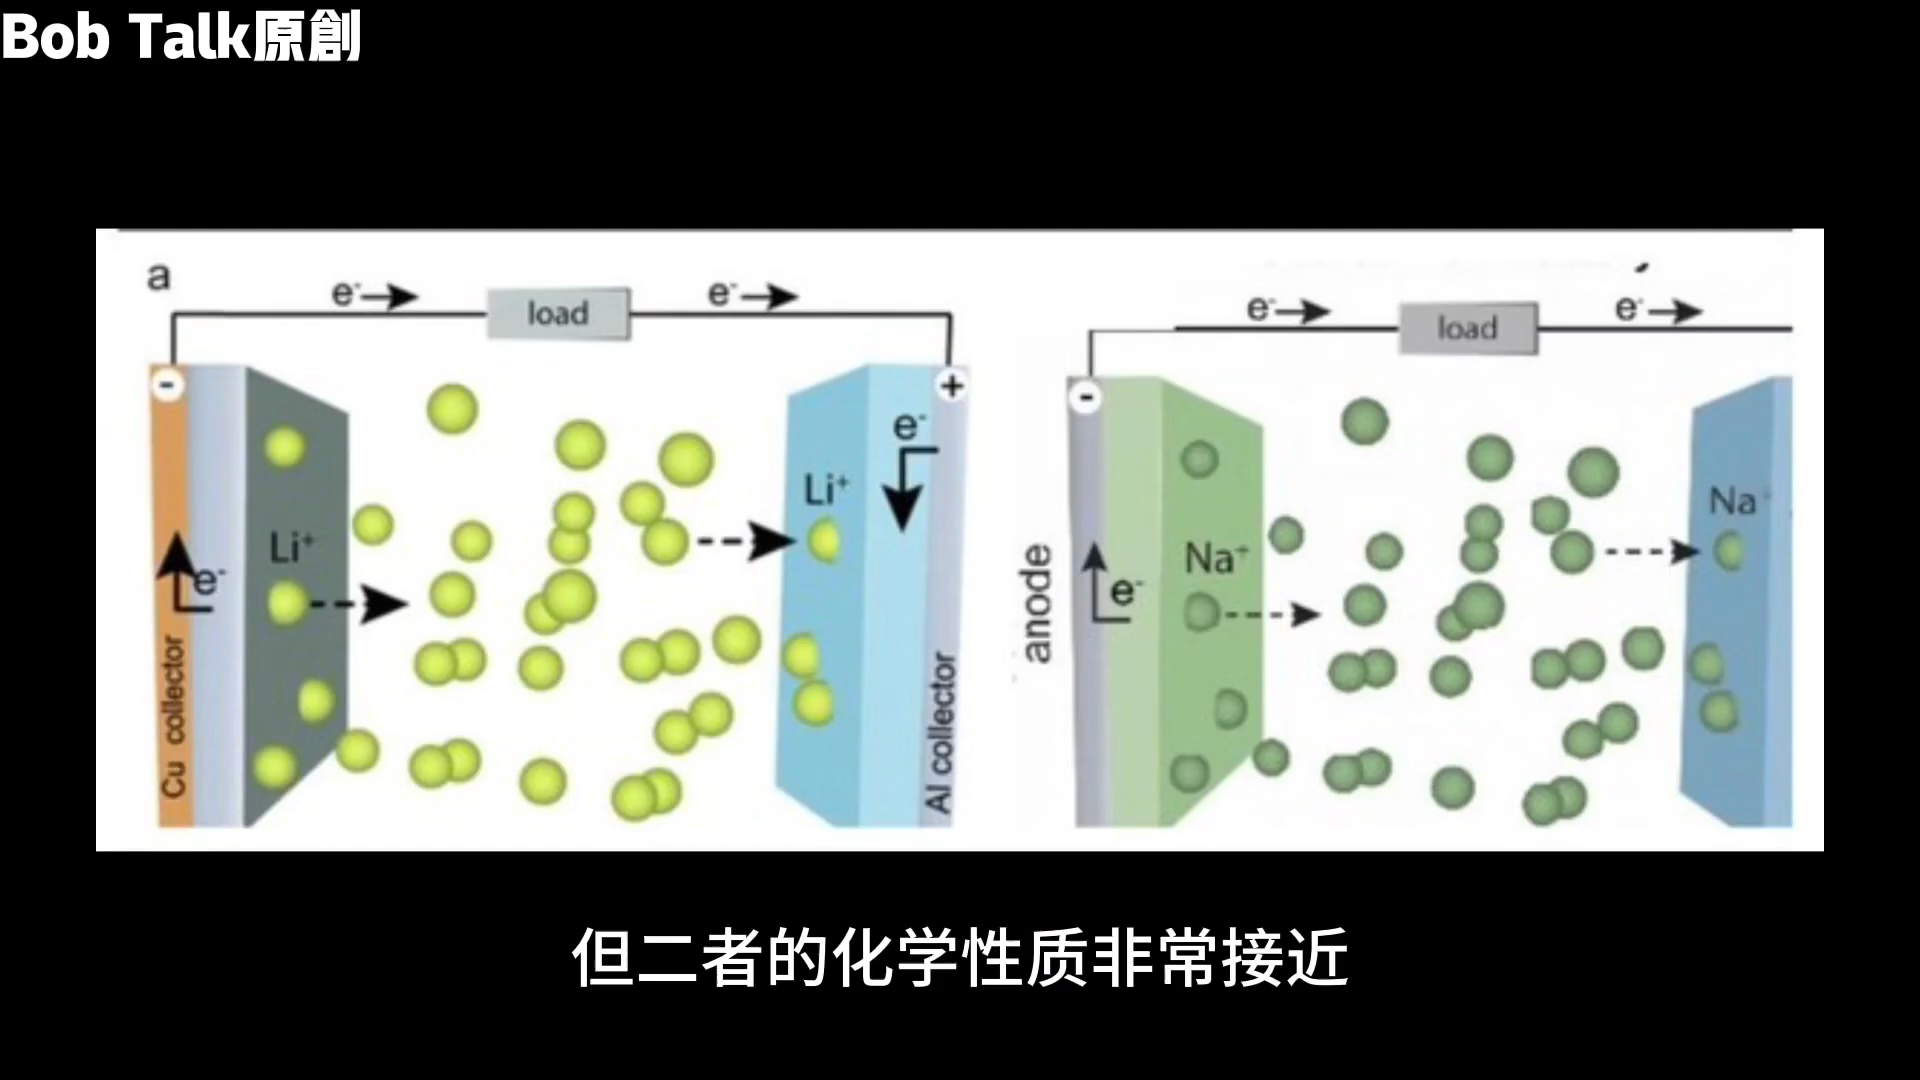 Bob Talk原創
a
e⁻
load
e⁻
-
+
e⁻
Li⁺
Li⁺
e⁻
Cu collector
Al collector
e⁻
load
e⁻
-
Na⁺
Na⁺
e⁻
anode
但二者的化学性质非常接近